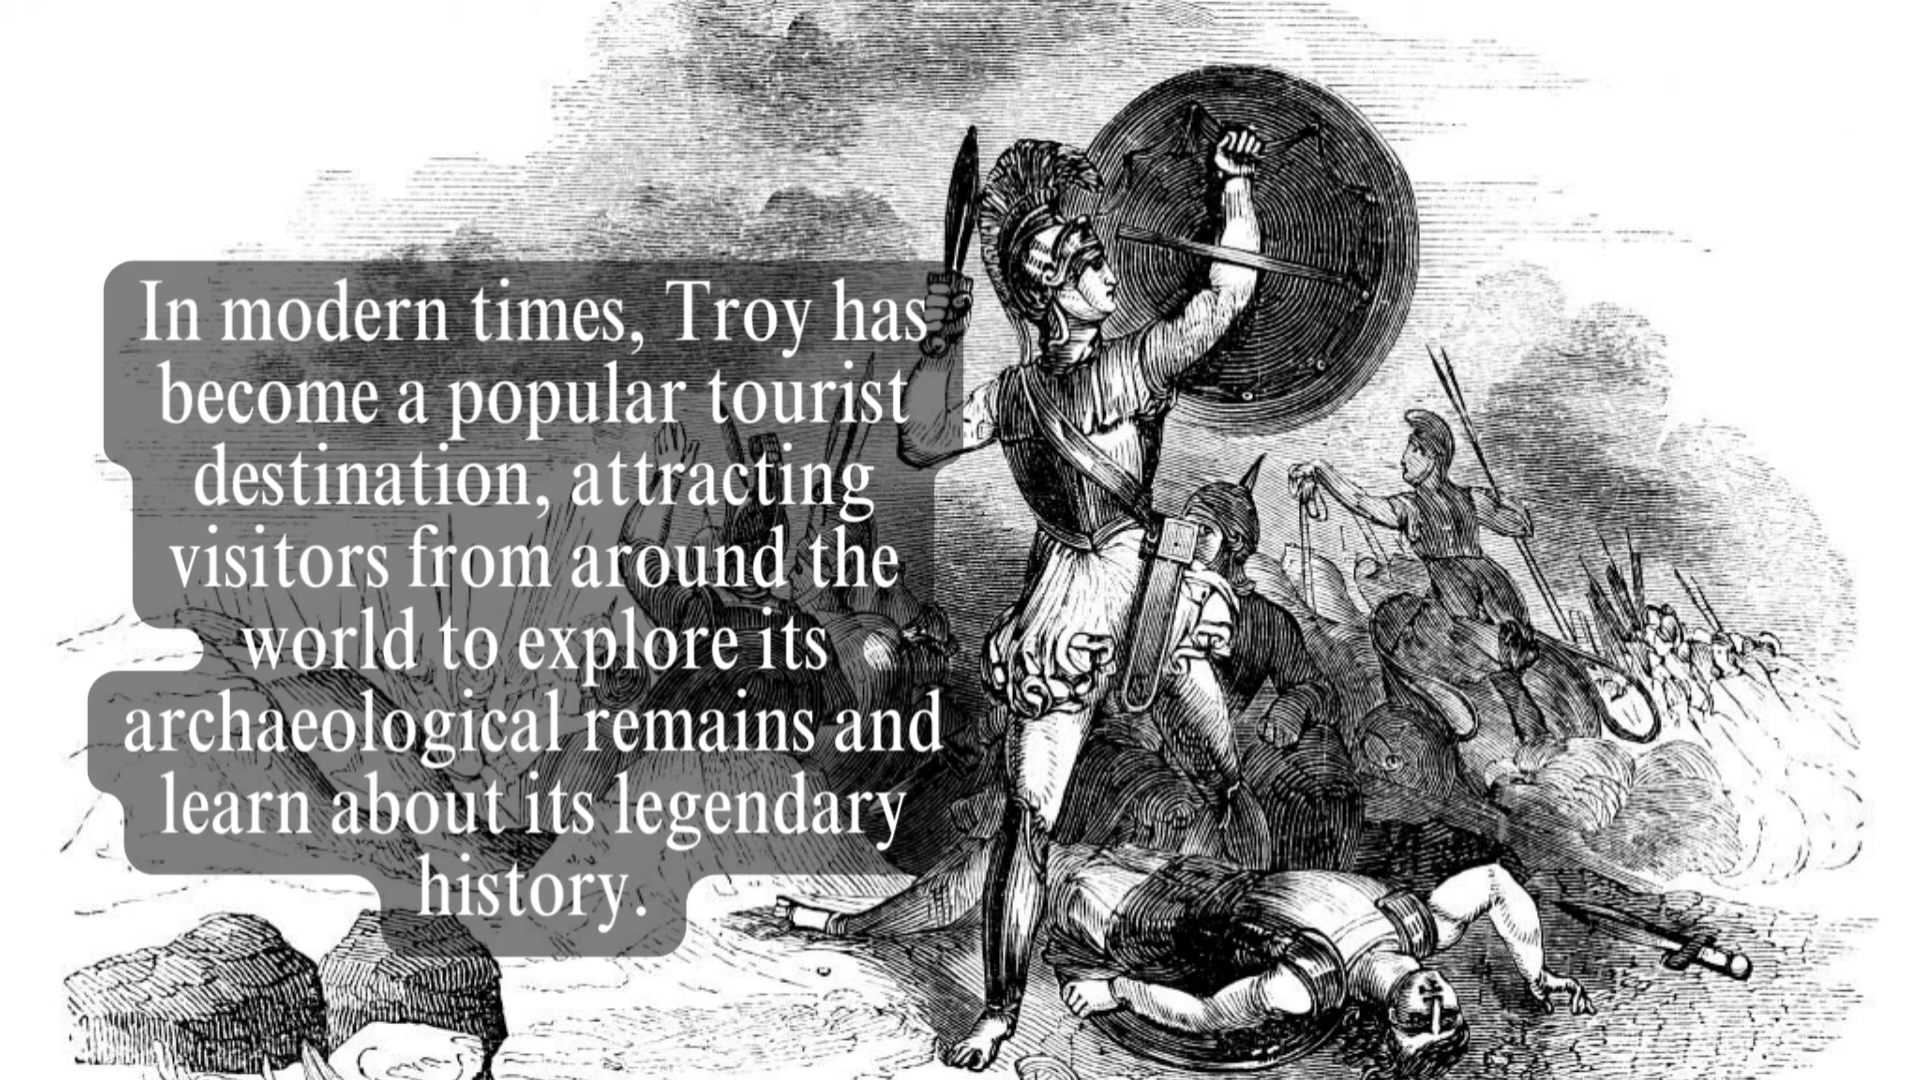 In modern times, Troy has
become a popular tourist
destination, attracting
visitors from around the
world to explore its
archaeological remains and
learn about its legendary
history.